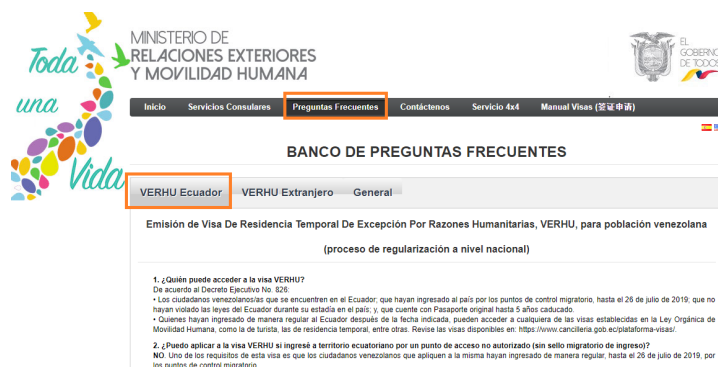 Toda
una
Vida
MINISTERIO DE
RELACIONES EXTERIORES
Y MOVILIDAD HUMANA
EL
GOBIERNO
DE TODOS
Inicio Servicios Consulares Preguntas Frecuentes Contáctenos Servicio 4x4 Manual Visas (签证申请)
BANCO DE PREGUNTAS FRECUENTES
VERHU Ecuador VERHU Extranjero General
Emisión de Visa De Residencia Temporal De Excepción Por Razones Humanitarias, VERHU, para población venezolana
(proceso de regularización a nivel nacional)
1. ¿Quién puede acceder a la visa VERHU?
De acuerdo al Decreto Ejecutivo No. 826:
• Los ciudadanos venezolanos/as que se encuentren en el Ecuador; que hayan ingresado al país por los puntos de control migratorio, hasta el 26 de julio de 2019; que no
hayan violado las leyes del Ecuador durante su estadía en el país; y, que cuente con Pasaporte original hasta 5 años caducado.
• Quienes hayan ingresado de manera regular al Ecuador después de la fecha indicada, pueden acceder a cualquiera de las visas establecidas en la Ley Orgánica de
Movilidad Humana, como la de turista, las de residencia temporal, entre otras. Revise las visas disponibles en: https://www.cancilleria.gob.ec/plataforma-visas/.
2. ¿Puedo aplicar a la visa VERHU si ingresé a territorio ecuatoriano por un punto de acceso no autorizado (sin sello migratorio de ingreso)?
NO. Uno de los requisitos de esta visa es que los ciudadanos venezolanos que apliquen a la misma hayan ingresado de manera regular, hasta el 26 de julio de 2019, por
los puntos de control migratorio.